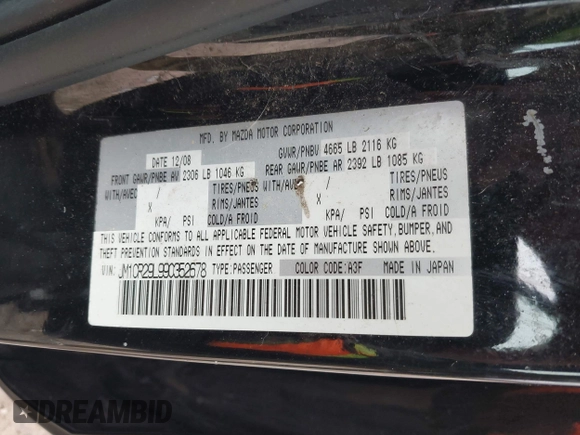 MFD. BY MAZDA MOTOR CORPORATION
DATE 12/08 GVWR/PNBV 4665 LB 2116 KG
FRONT GAWR/PNBE AV 2306 LB 1046 KG REAR GAWR/PNBE AR 2392 LB 1085 KG
WITH/AVEC / TIRES/PNEUS WITH/AVEC / TIRES/PNEUS
X RIMS/JANTES X RIMS/JANTES
KPA/ PSI COLD/A FROID KPA/ PSI COLD/A FROID
THIS VEHICLE CONFORMS TO ALL APPLICABLE FEDERAL MOTOR VEHICLE SAFETY, BUMPER, AND
THEFT PREVENTION STANDARDS IN EFFECT ON THE DATE OF MANUFACTURE SHOWN ABOVE.
VIN: JM1CR29L990352678 TYPE:PASSENGER COLOR CODE: A3F MADE IN JAPAN
DREAMBID